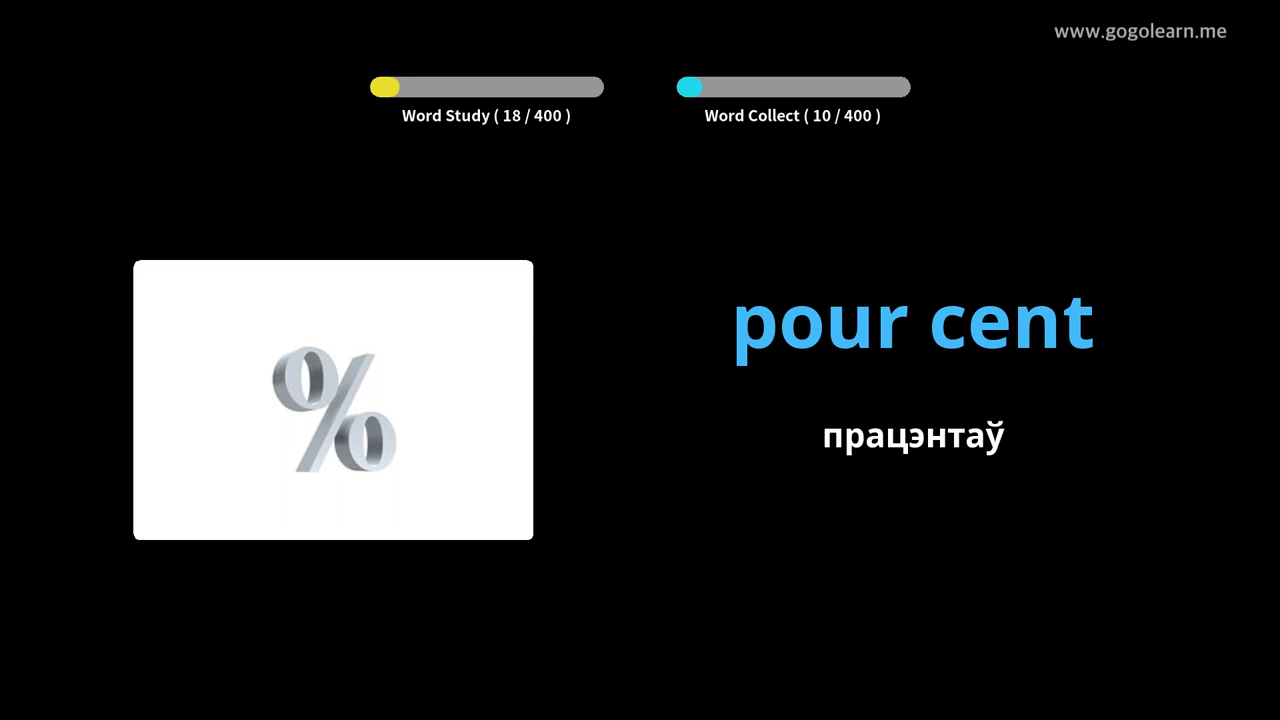 www.gogolearn.me
Word Study ( 18 / 400 )
Word Collect ( 10 / 400 )
%
pour cent
працэнтаў